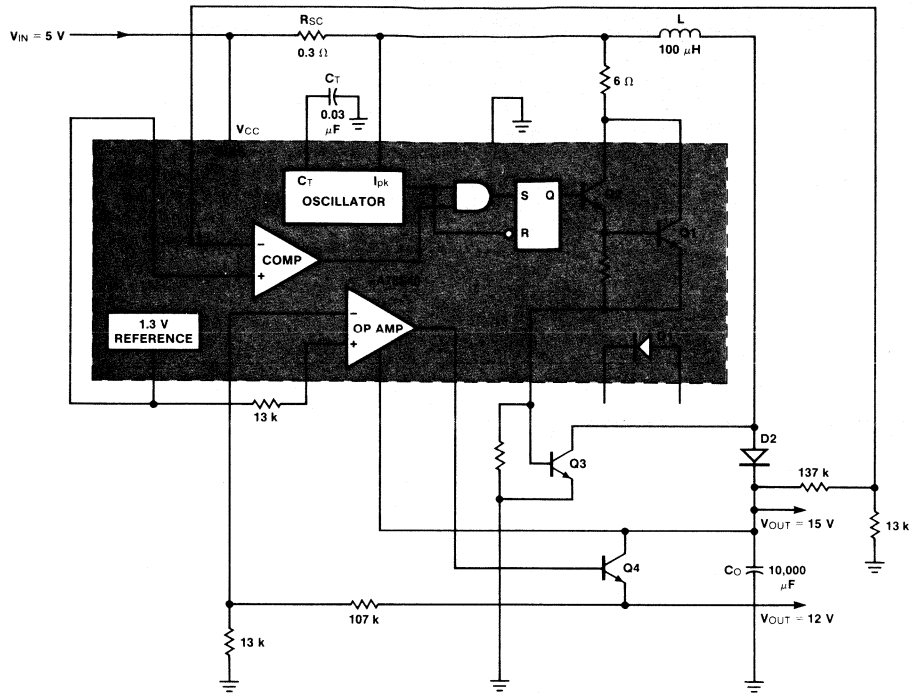 VIN = 5 V
RSC
0.3 Ω
L
100 μH
6 Ω
CT
0.03
μF
VCC
CT Ipk
OSCILLATOR
S Q
R
Q2
Q1
−
COMP
+
−
OP AMP
+
1.3 V
REFERENCE
D1
13 k
Q3
D2
137 k
VOUT = 15 V
13 k
Q4
CO 10,000
μF
107 k
VOUT = 12 V
13 k